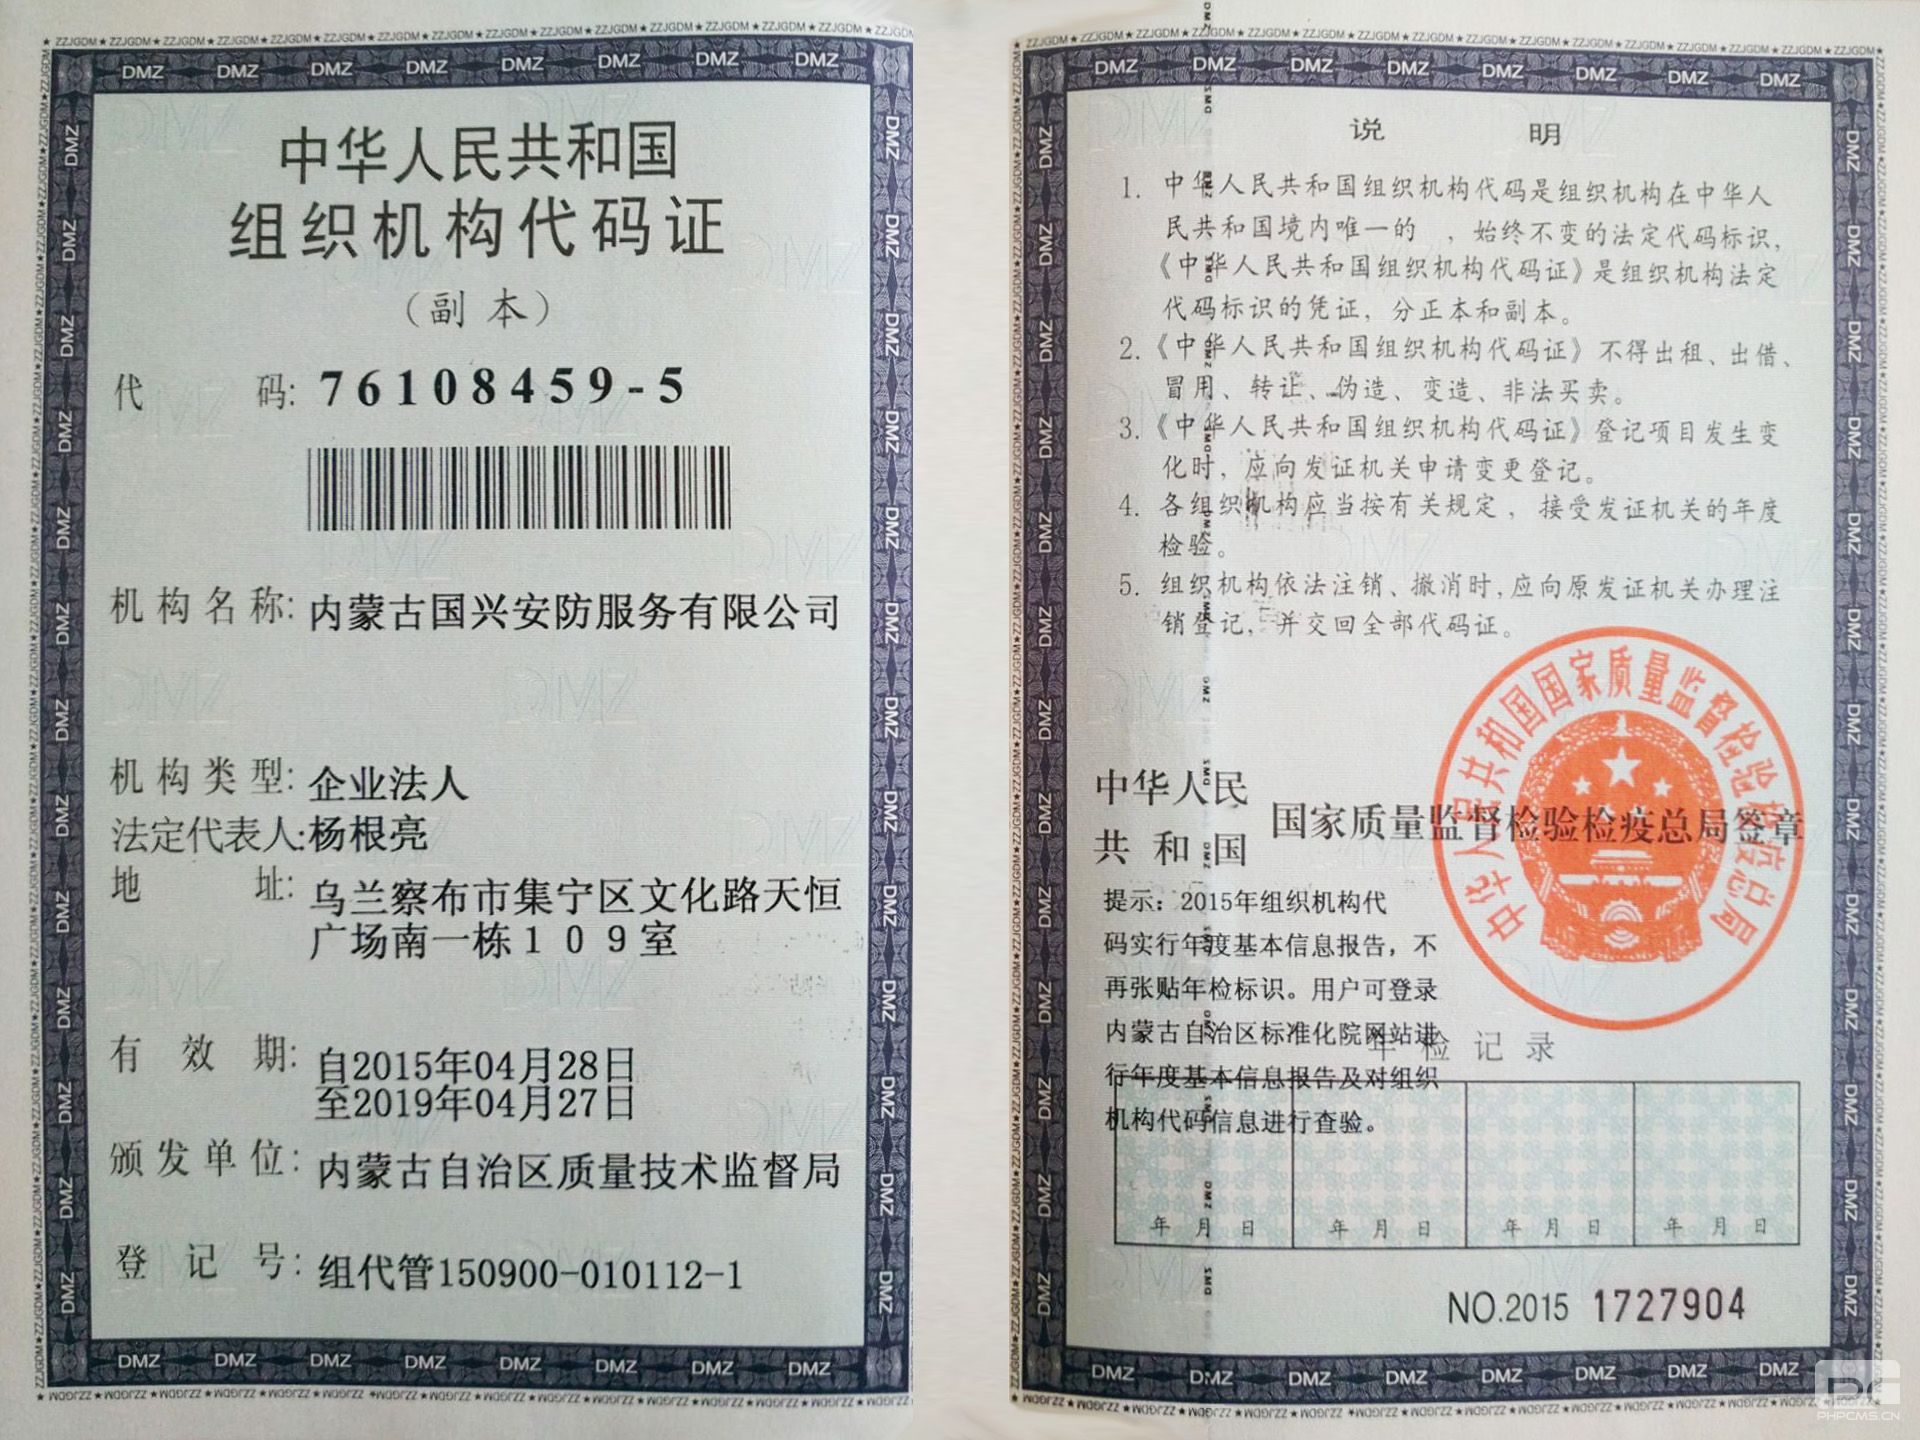 中华人民共和国
组织机构代码证
（副 本）
代 码: 76108459-5
机构名称: 内蒙古国兴安防服务有限公司
机构类型: 企业法人
法定代表人:杨根亮
地 址: 乌兰察布市集宁区文化路天恒
广场南一栋１０９室
有 效 期: 自2015年04月28日
至2019年04月27日
颁发单位: 内蒙古自治区质量技术监督局
登 记 号: 组代管150900-010112-1
说 明
1. 中华人民共和国组织机构代码是组织机构在中华人
民共和国境内唯一的 ，始终不变的法定代码标识，
《中华人民共和国组织机构代码证》是组织机构法定
代码标识的凭证，分正本和副本。
2.《中华人民共和国组织机构代码证》不得出租、出借、
冒用、转让、伪造、变造、非法买卖。
3.《中华人民共和国组织机构代码证》登记项目发生变
化时，应向发证机关申请变更登记。
4. 各组织机构应当按有关规定，接受发证机关的年度
检验。
5. 组织机构依法注销、撤消时,应向原发证机关办理注
销登记，并交回全部代码证。
中华人民
共和国 国家质量监督检验检疫总局签章
中华人民共和国国家质量监督检验检疫总局
提示：2015年组织机构代
码实行年度基本信息报告，不
再张贴年检标识。用户可登录
内蒙古自治区标准化院网站进
行年度基本信息报告及对组织
机构代码信息进行查验。
年检记录
年 月 日 年 月 日 年 月 日 年 月 日
NO.2015 1727904
PHPCMS.CN